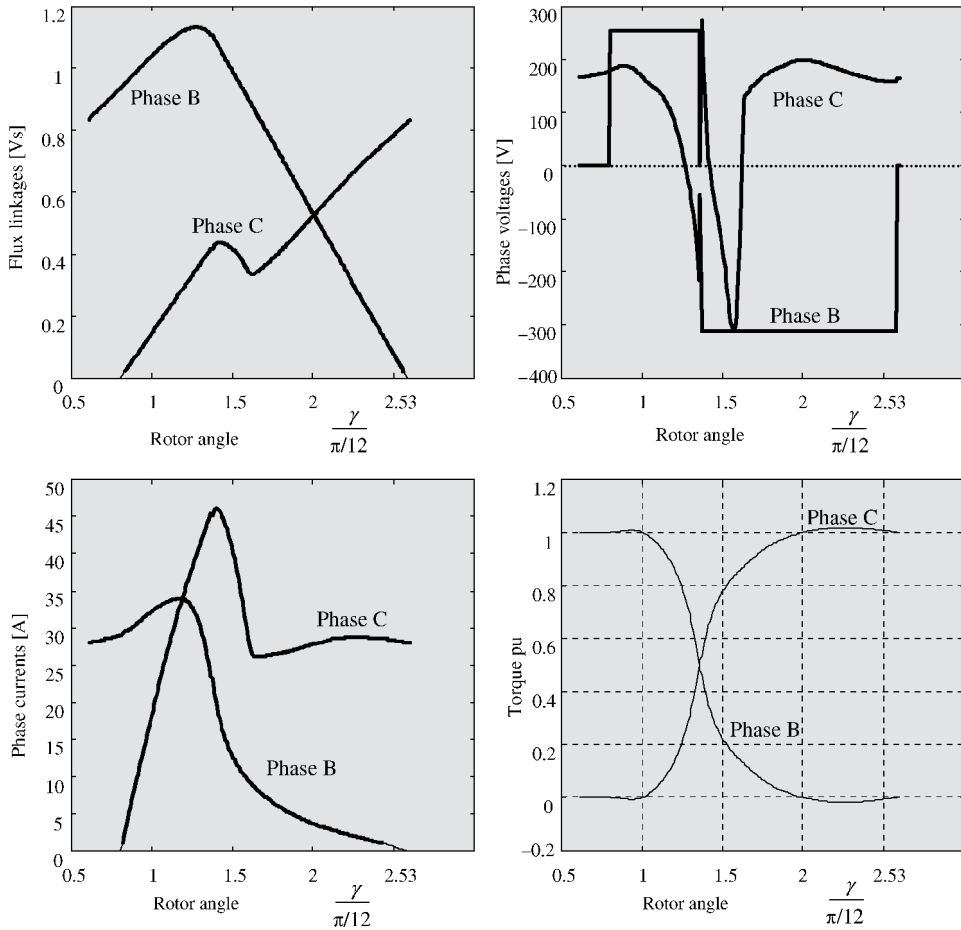 1.2
1
0.8
0.6
0.4
0.2
0
Flux linkages [Vs]
Phase B
Phase C
0.5
1
1.5
2
2.53
Rotor angle
γ
π/12
300
200
100
0
−100
−200
−300
−400
Phase voltages [V]
Phase C
Phase B
0.5
1
1.5
2
2.53
Rotor angle
γ
π/12
50
45
40
35
30
25
20
15
10
5
0
Phase currents [A]
Phase C
Phase B
0.5
1
1.5
2
2.53
Rotor angle
γ
π/12
1.2
1
0.8
0.6
0.4
0.2
0
−0.2
Torque pu
Phase C
Phase B
0.5
1
1.5
2
2.53
Rotor angle
γ
π/12